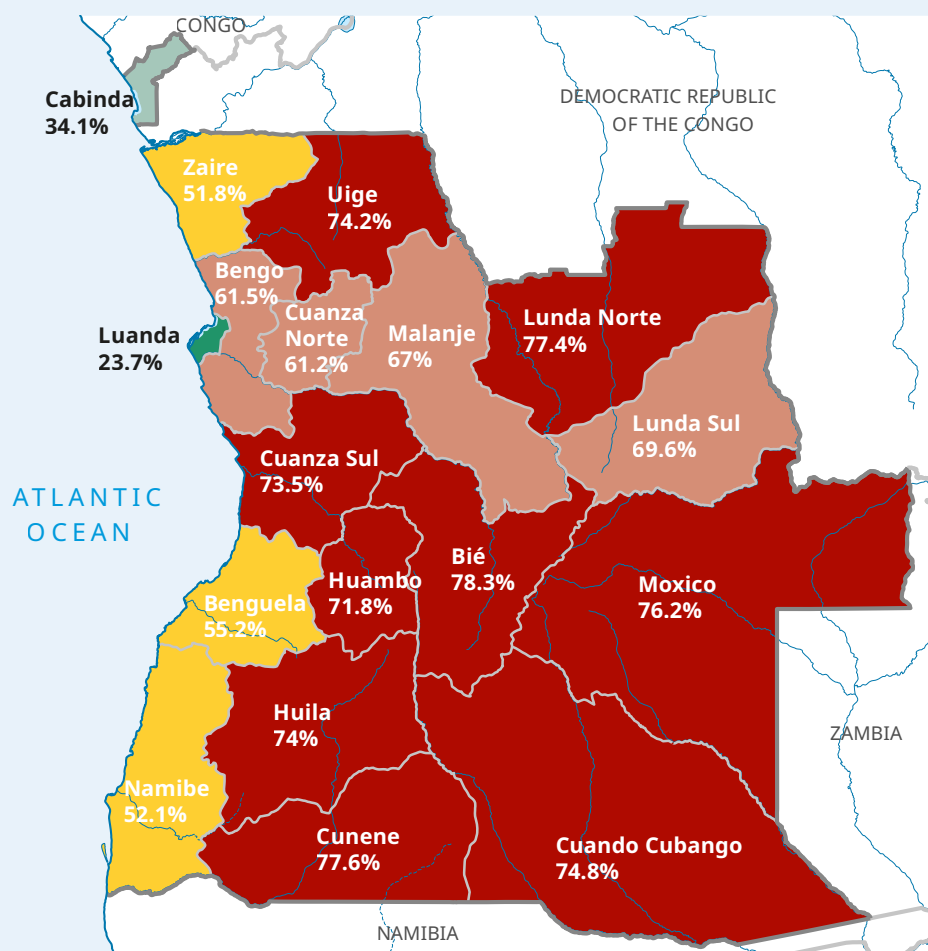 CONGO
Cabinda
34.1%
DEMOCRATIC REPUBLIC
OF THE CONGO
Zaire
51.8%
Uige
74.2%
Bengo
61.5%
Cuanza
Norte
61.2%
Luanda
23.7%
Malanje
67%
Lunda Norte
77.4%
Lunda Sul
69.6%
Cuanza Sul
73.5%
ATLANTIC
OCEAN
Bié
78.3%
Huambo
71.8%
Moxico
76.2%
Benguela
55.2%
Huila
74%
ZAMBIA
Namibe
52.1%
Cunene
77.6%
Cuando Cubango
74.8%
NAMIBIA